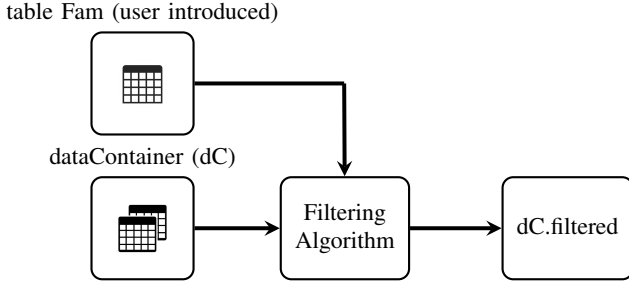 table Fam (user introduced)
dataContainer (dC)
Filtering
Algorithm
dC.filtered